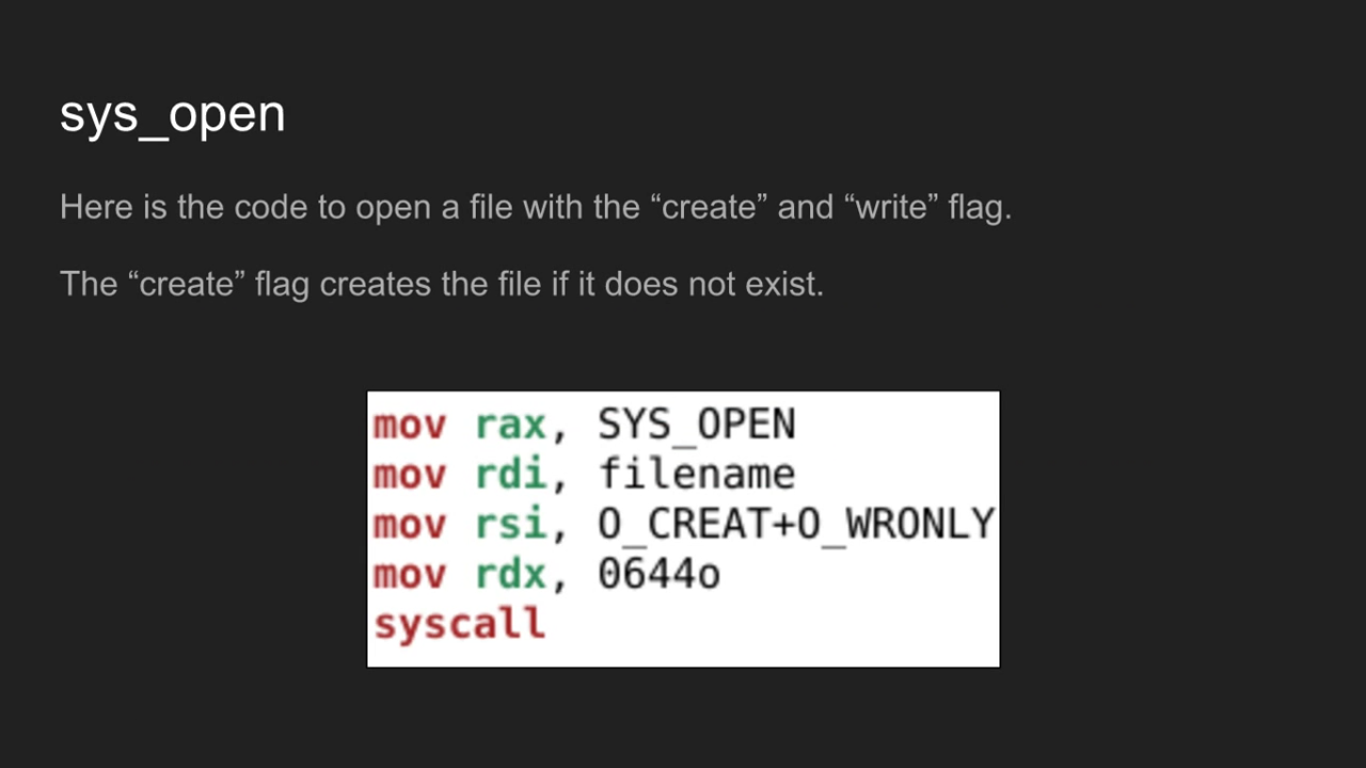 sys_open
Here is the code to open a file with the “create” and “write” flag.
The “create” flag creates the file if it does not exist.
mov rax, SYS_OPEN
mov rdi, filename
mov rsi, O_CREAT+O_WRONLY
mov rdx, 0644o
syscall